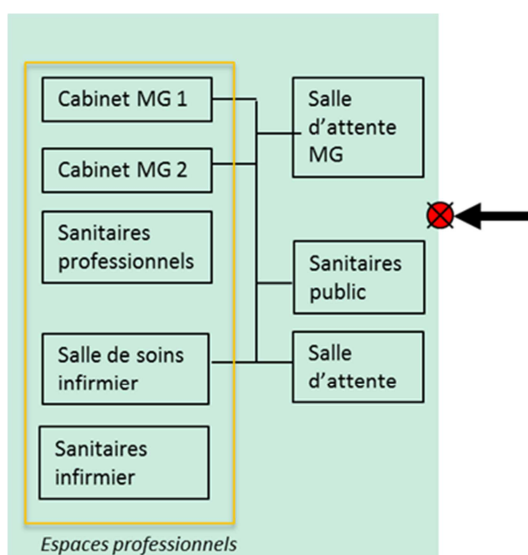 Cabinet MG 1
Cabinet MG 2
Sanitaires
professionnels
Salle de soins
infirmier
Sanitaires
infirmier
Espaces professionnels
Salle
d'attente
MG
Sanitaires
public
Salle
d'attente